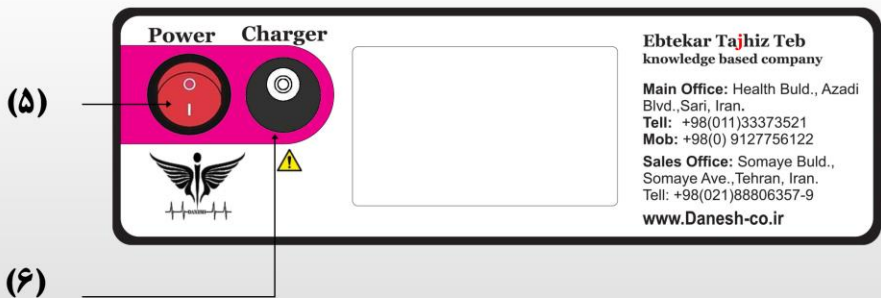 Power Charger
(۵)
O
I
(۶)
Ebtekar Tajhiz Teb
knowledge based company
Main Office: Health Buld., Azadi
Blvd.,Sari, Iran.
Tell: +98(011)33373521
Mob: +98(0) 9127756122
Sales Office: Somaye Buld.,
Somaye Ave.,Tehran, Iran.
Tell: +98(021)88806357-9
www.Danesh-co.ir